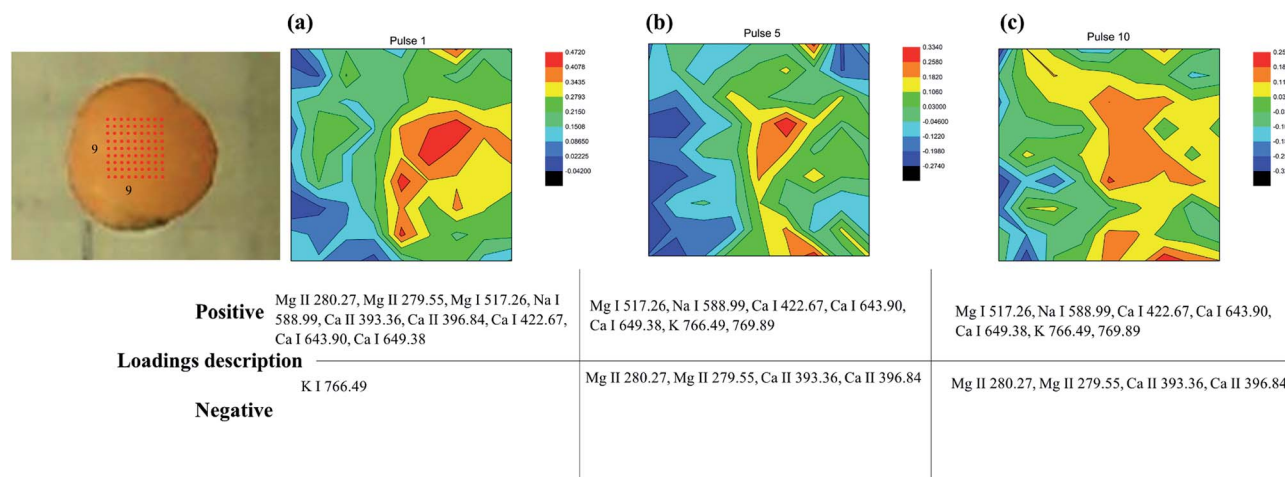 (a)
(b)
(c)
Pulse 1
Pulse 5
Pulse 10
9
9
0.4720
0.4078
0.3435
0.2793
0.2150
0.1508
0.08650
0.02225
-0.04200
0.3340
0.2580
0.1820
0.1060
0.03000
-0.04600
-0.1220
-0.1980
-0.2740
Positive
Mg II 280.27, Mg II 279.55, Mg I 517.26, Na I
588.99, Ca II 393.36, Ca II 396.84, Ca I 422.67,
Ca I 643.90, Ca I 649.38
Mg I 517.26, Na I 588.99, Ca I 422.67, Ca I 643.90,
Ca I 649.38, K 766.49, 769.89
Mg I 517.26, Na I 588.99, Ca I 422.67, Ca I 643.90,
Ca I 649.38, K 766.49, 769.89
Loadings description
Negative
K I 766.49
Mg II 280.27, Mg II 279.55, Ca II 393.36, Ca II 396.84
Mg II 280.27, Mg II 279.55, Ca II 393.36, Ca II 396.84